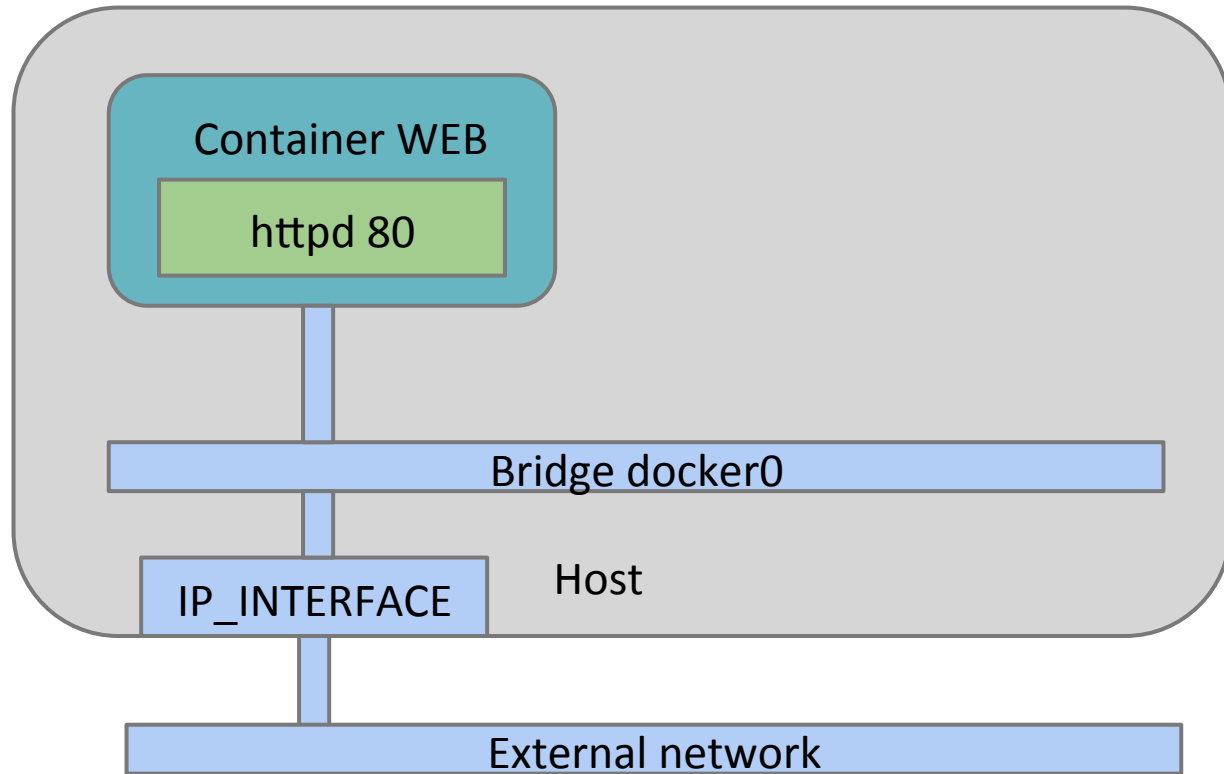 Container WEB
httpd 80
Bridge docker0
Host
IP_INTERFACE
External network